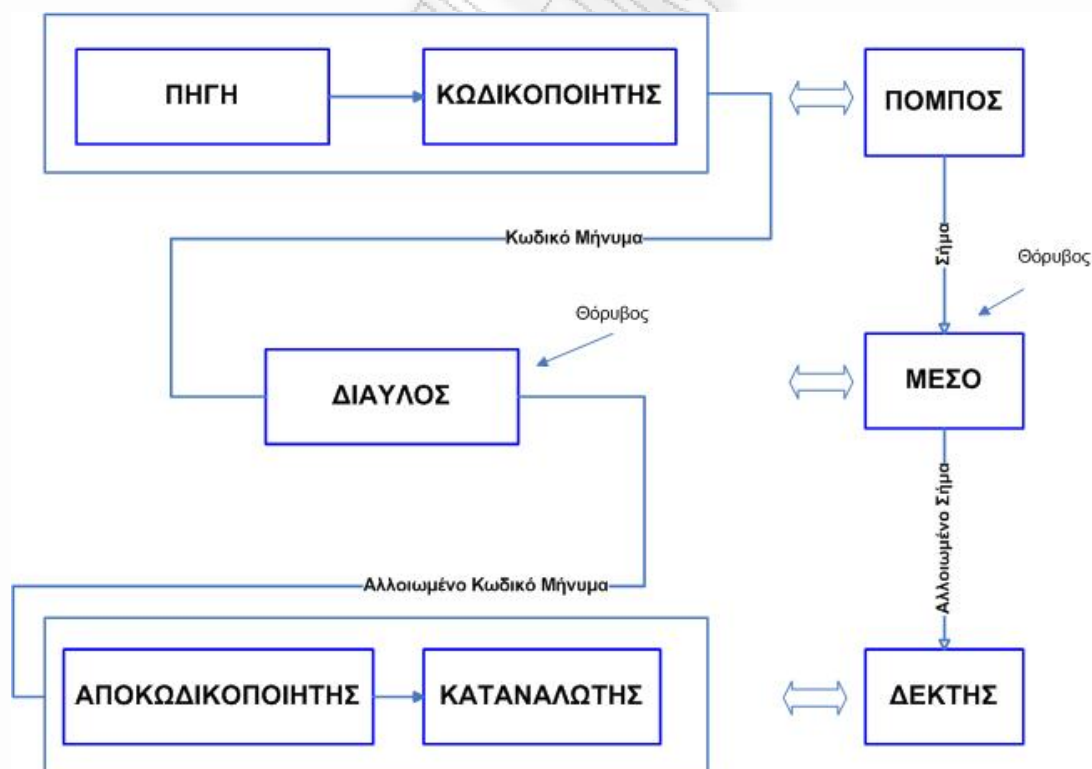 ΠΗΓΗ
ΚΩΔΙΚΟΠΟΙΗΤΗΣ
ΠΟΜΠΟΣ
Κωδικό Μήνυμα
Σήμα
Θόρυβος
Θόρυβος
ΔΙΑΥΛΟΣ
ΜΕΣΟ
Αλλοιωμένο Σήμα
Αλλοιωμένο Κωδικό Μήνυμα
ΑΠΟΚΩΔΙΚΟΠΟΙΗΤΗΣ
ΚΑΤΑΝΑΛΩΤΗΣ
ΔΕΚΤΗΣ